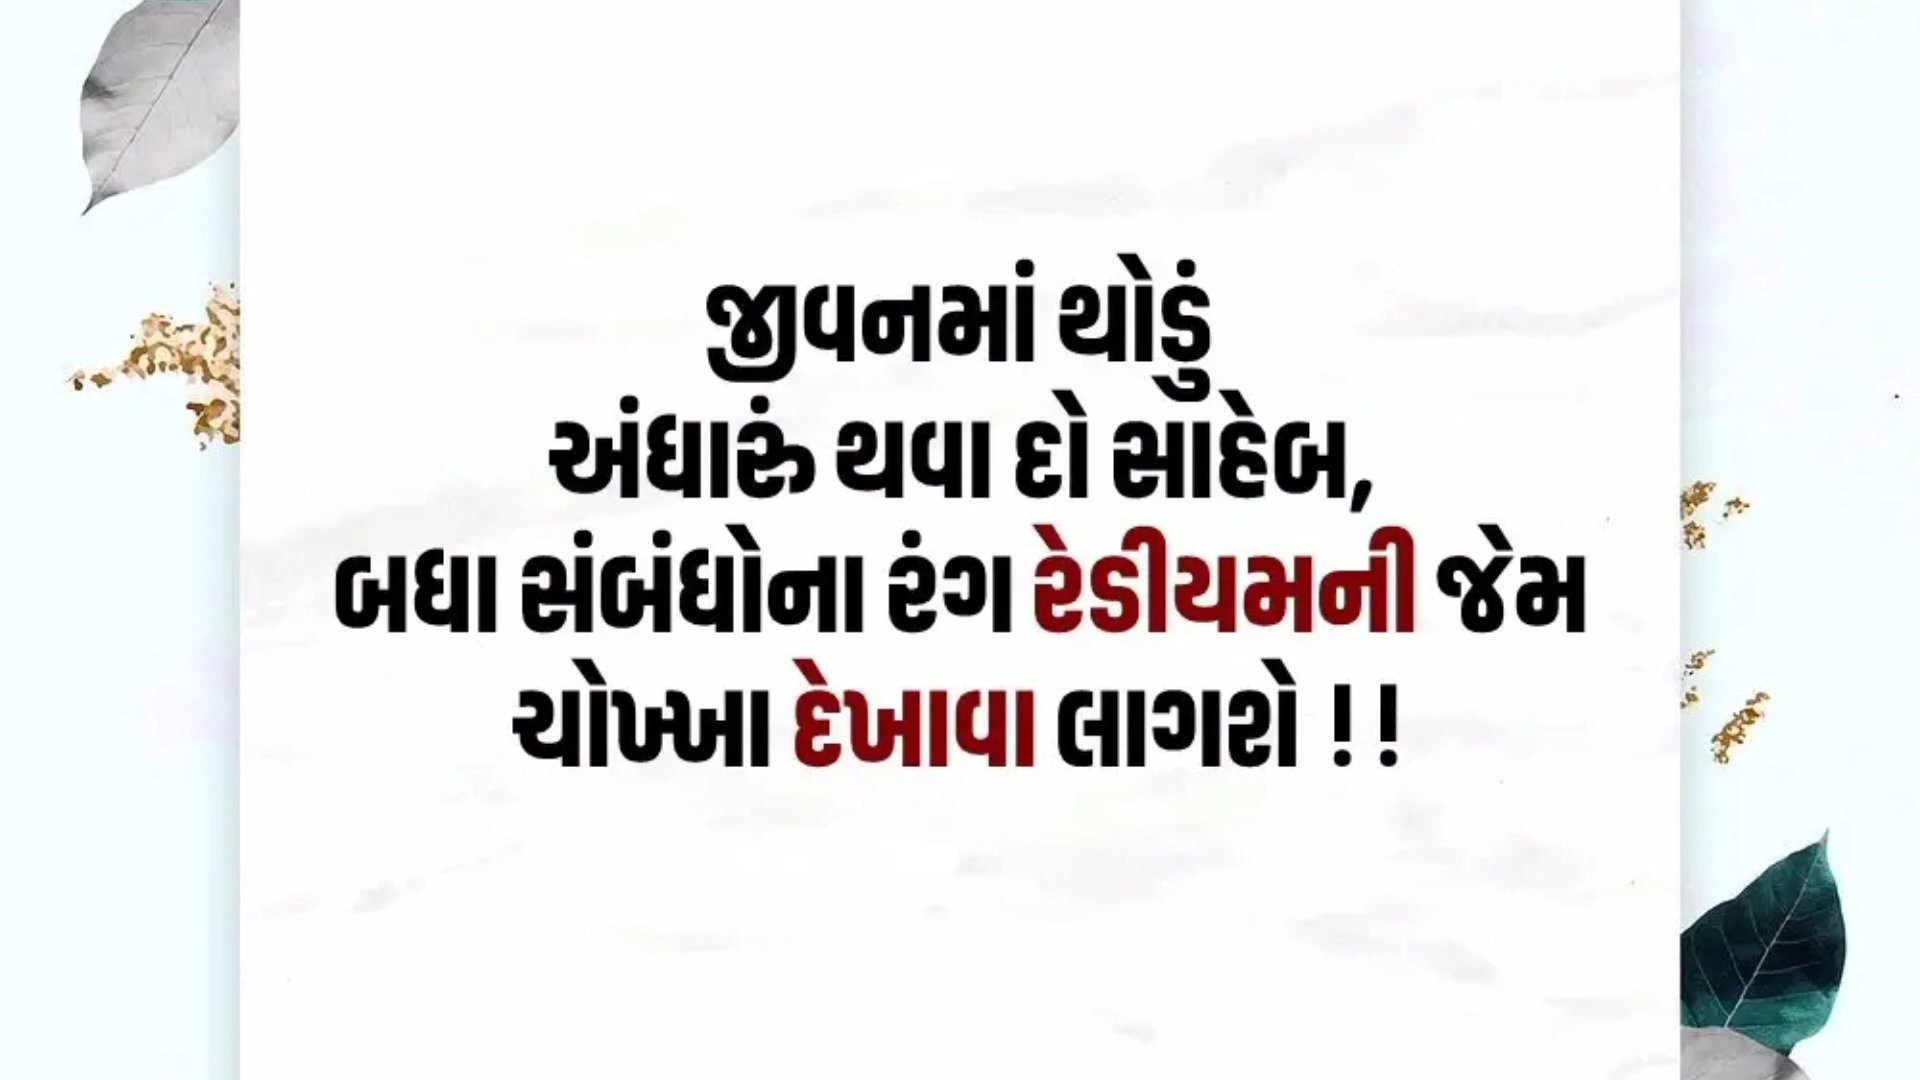 જીવનમાં થોડું
અંધારું થવા દો સાહેબ,
બધા સંબંધોના રંગ રેડીયમની જેમ
ચોખ્ખા દેખાવા લાગશે !!